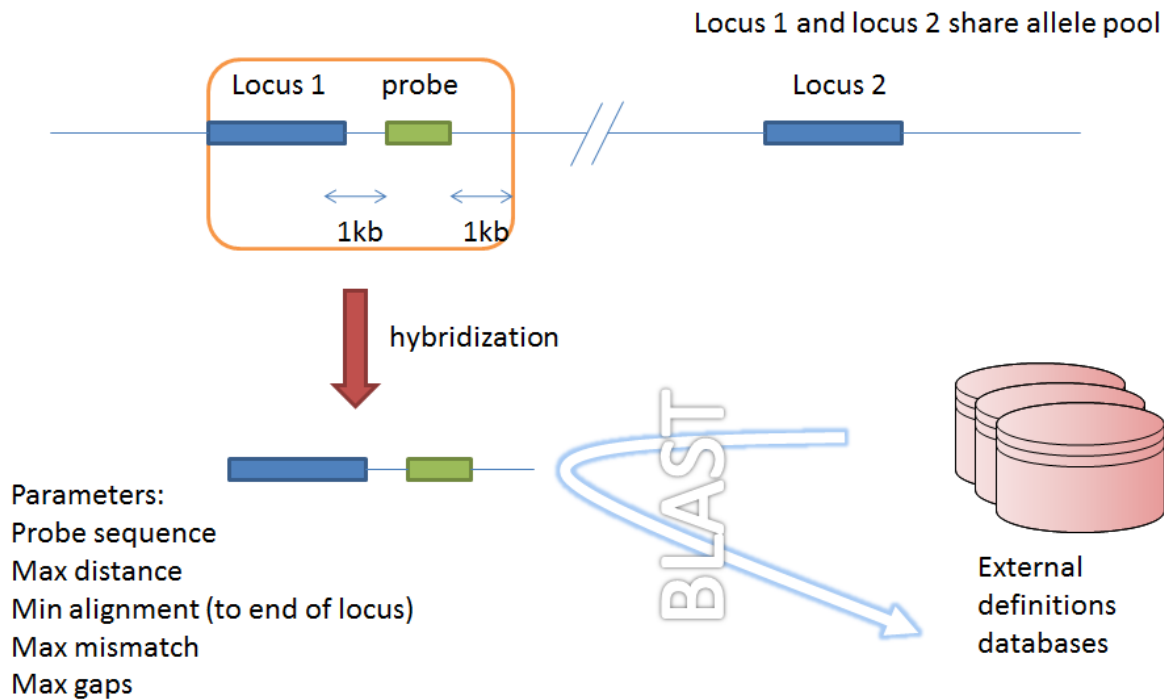 Locus 1 and locus 2 share allele pool
Locus 1
probe
Locus 2
1kb
1kb
hybridization
BLAST
Parameters:
Probe sequence
Max distance
Min alignment (to end of locus)
Max mismatch
Max gaps
External
definitions
databases